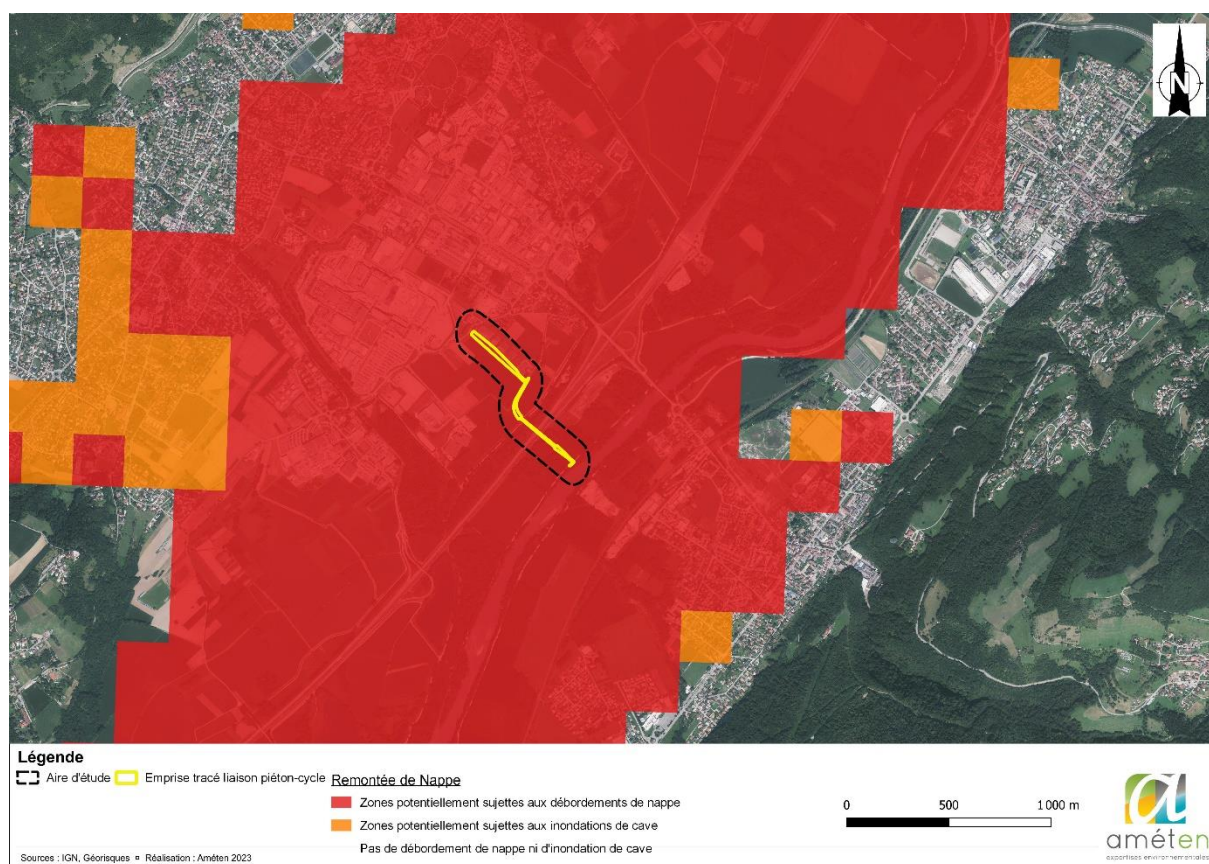 N
Légende
Aire d'étude
Emprise tracé liaison piéton-cycle
Remontée de Nappe
Zones potentiellement sujettes aux débordements de nappe
Zones potentiellement sujettes aux inondations de cave
Pas de débordement de nappe ni d'inondation de cave
0 500 1 000 m
améten
expertises environnementales
Sources : IGN, Géorisques ¤ Réalisation : Améten 2023